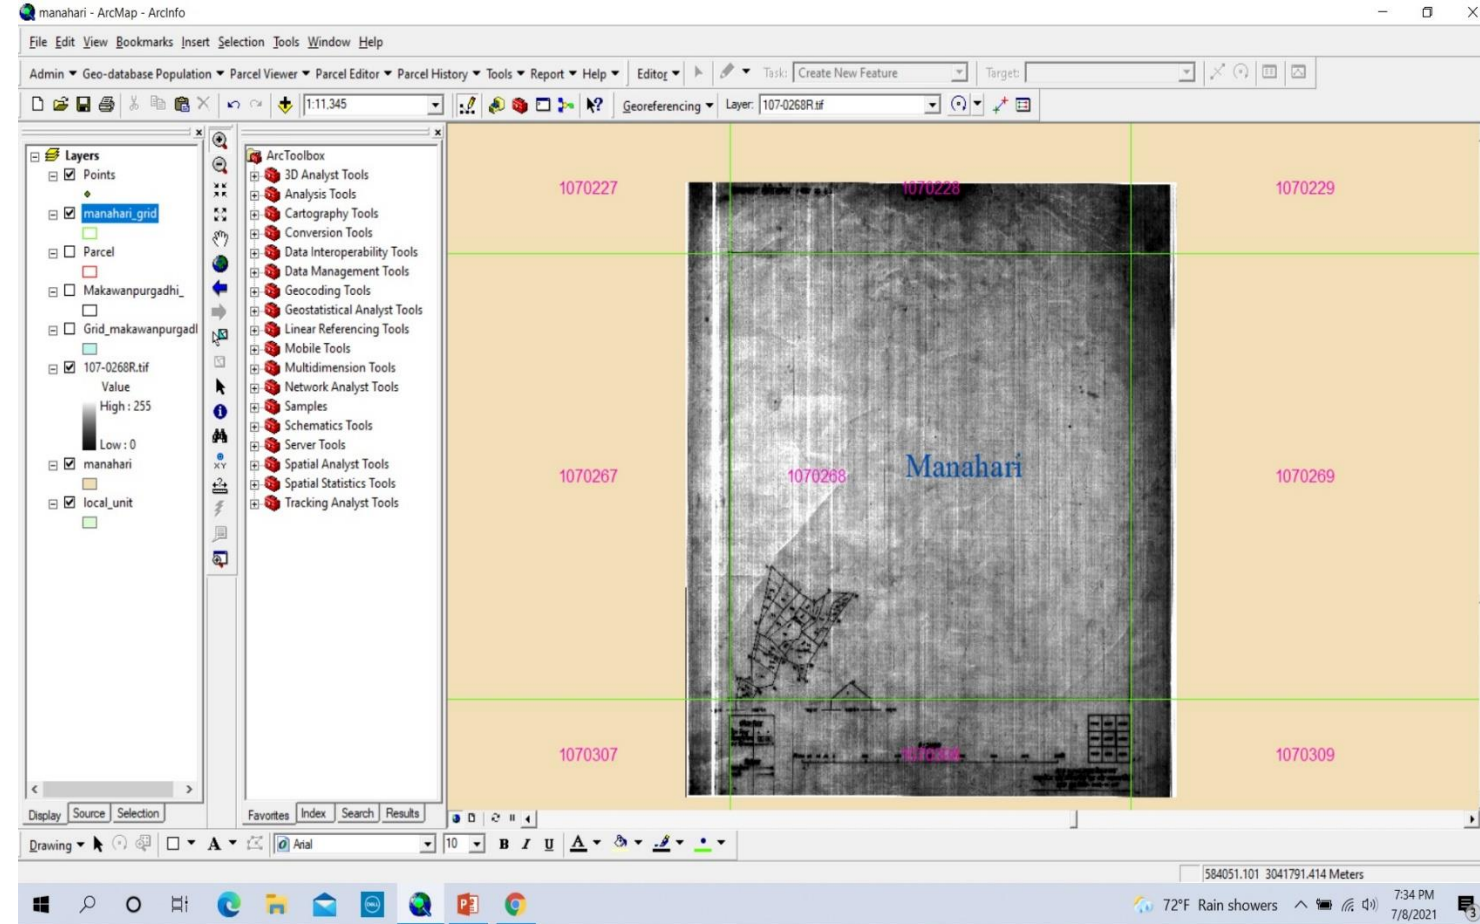 manahari - ArcMap - ArcInfo
File Edit View Bookmarks Insert Selection Tools Window Help
Admin Geo-database Population Parcel Viewer Parcel Editor Parcel History Tools Report Help Editor Task: Create New Feature Target:
1:11,345 Georeferencing Layer: 107-0268R.tif
Layers
Points
manahari_grid
Parcel
Makawanpurgadhi_
Grid_makawanpurgadl
107-0268R.tif
Value
High : 255
Low : 0
manahari
local_unit
ArcToolbox
3D Analyst Tools
Analysis Tools
Cartography Tools
Conversion Tools
Data Interoperability Tools
Data Management Tools
Geocoding Tools
Geostatistical Analyst Tools
Linear Referencing Tools
Mobile Tools
Multidimension Tools
Network Analyst Tools
Samples
Schematics Tools
Server Tools
Spatial Analyst Tools
Spatial Statistics Tools
Tracking Analyst Tools
1070227 1070228 1070229
1070267 1070268 Manahari 1070269
1070307 1070309
Display Source Selection
Favorites Index Search Results
Drawing A Arial 10 B I U A
584051.101 3041791.414 Meters
72°F Rain showers
7:34 PM
7/8/2021